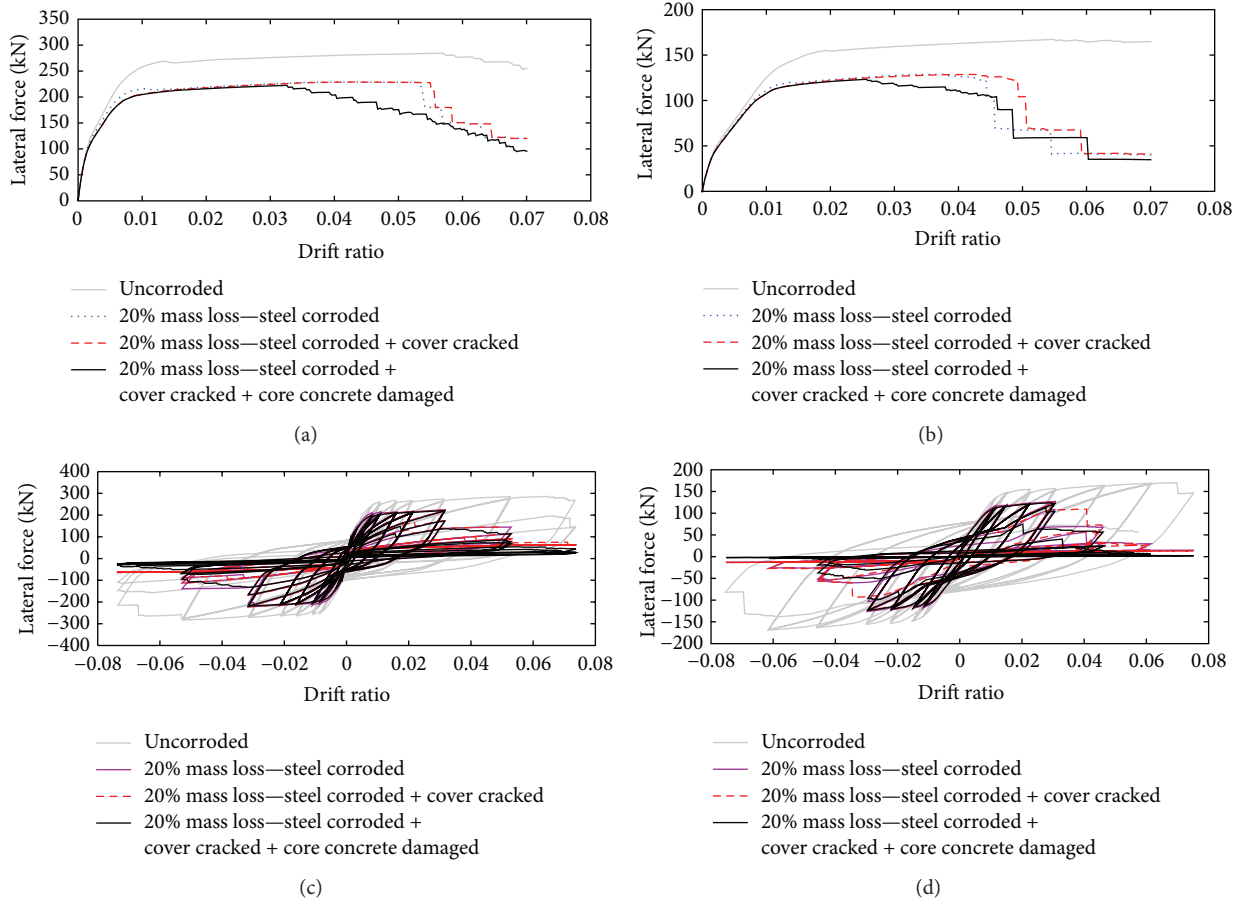 350
300
250
200
150
100
50
0
Lateral force (kN)
0 0.01 0.02 0.03 0.04 0.05 0.06 0.07 0.08
Drift ratio
Uncorroded
20% mass loss—steel corroded
20% mass loss—steel corroded + cover cracked
20% mass loss—steel corroded +
cover cracked + core concrete damaged
(a)
200
150
100
50
0
Lateral force (kN)
0 0.01 0.02 0.03 0.04 0.05 0.06 0.07 0.08
Drift ratio
Uncorroded
20% mass loss—steel corroded
20% mass loss—steel corroded + cover cracked
20% mass loss—steel corroded +
cover cracked + core concrete damaged
(b)
400
300
200
100
0
−100
−200
−300
−400
Lateral force (kN)
−0.08 −0.06 −0.04 −0.02 0 0.02 0.04 0.06 0.08
Drift ratio
Uncorroded
20% mass loss—steel corroded
20% mass loss—steel corroded + cover cracked
20% mass loss—steel corroded +
cover cracked + core concrete damaged
(c)
200
150
100
50
0
−50
−100
−150
−200
Lateral force (kN)
−0.08 −0.06 −0.04 −0.02 0 0.02 0.04 0.06 0.08
Drift ratio
Uncorroded
20% mass loss—steel corroded
20% mass loss—steel corroded + cover cracked
20% mass loss—steel corroded +
cover cracked + core concrete damaged
(d)